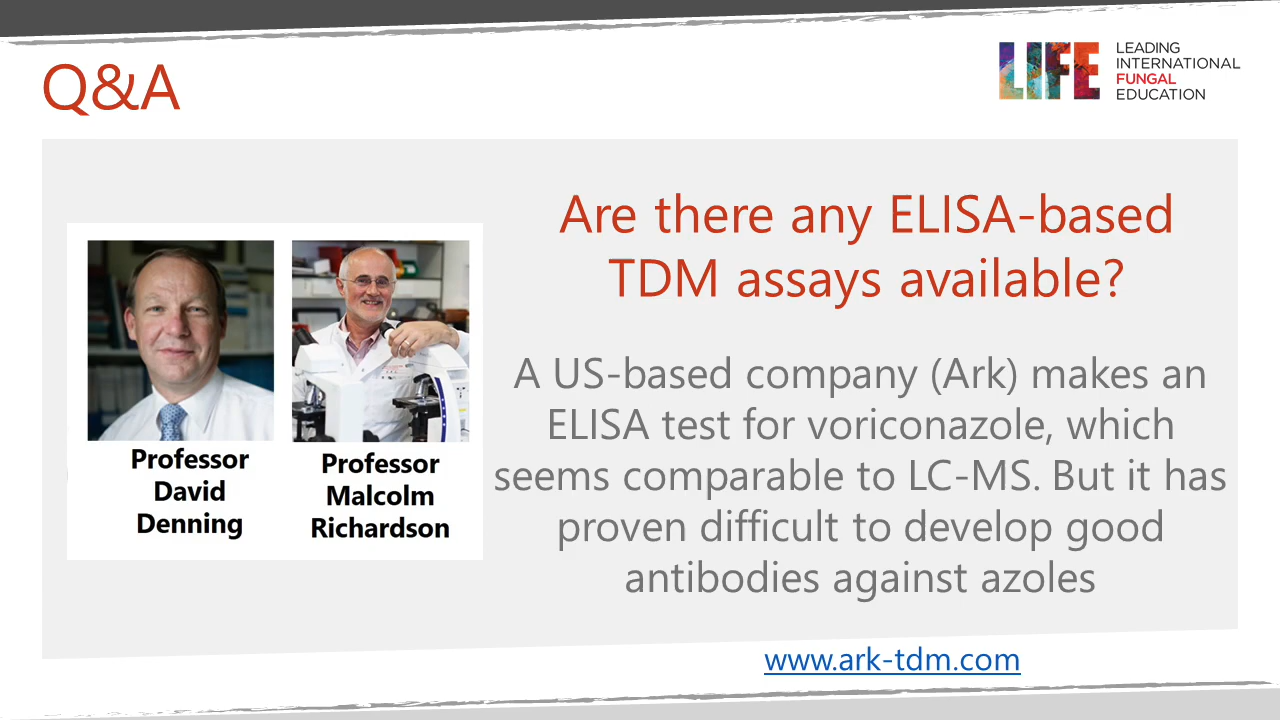 Q&A
LIFE
LEADING
INTERNATIONAL
FUNGAL
EDUCATION
Professor
David
Denning
Professor
Malcolm
Richardson
Are there any ELISA-based
TDM assays available?
A US-based company (Ark) makes an
ELISA test for voriconazole, which
seems comparable to LC-MS. But it has
proven difficult to develop good
antibodies against azoles
www.ark-tdm.com